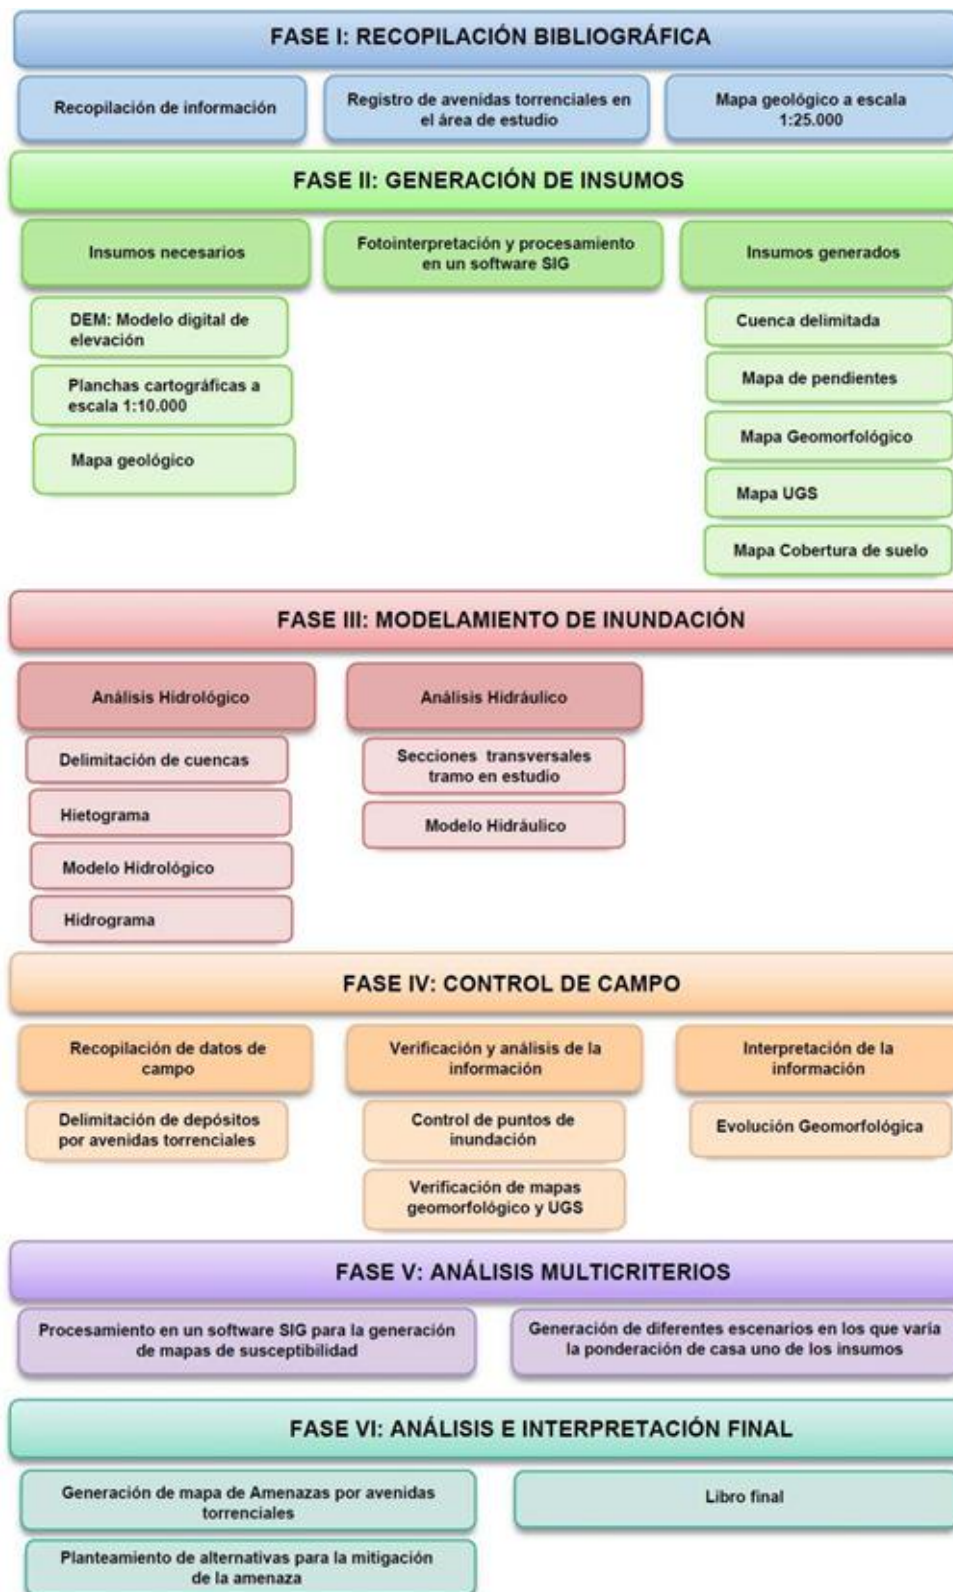 FASE I: RECOPILACIÓN BIBLIOGRÁFICA
Recopilación de información
Registro de avenidas torrenciales en
el área de estudio
Mapa geológico a escala
1:25.000
FASE II: GENERACIÓN DE INSUMOS
Insumos necesarios
DEM: Modelo digital de
elevación
Planchas cartográficas a
escala 1:10.000
Mapa geológico
Fotointerpretación y procesamiento
en un software SIG
Insumos generados
Cuenca delimitada
Mapa de pendientes
Mapa Geomorfológico
Mapa UGS
Mapa Cobertura de suelo
FASE III: MODELAMIENTO DE INUNDACIÓN
Análisis Hidrológico
Delimitación de cuencas
Hietograma
Modelo Hidrológico
Hidrograma
Análisis Hidráulico
Secciones transversales
tramo en estudio
Modelo Hidráulico
FASE IV: CONTROL DE CAMPO
Recopilación de datos de
campo
Delimitación de depósitos
por avenidas torrenciales
Verificación y análisis de la
información
Control de puntos de
inundación
Verificación de mapas
geomorfológico y UGS
Interpretación de la
información
Evolución Geomorfológica
FASE V: ANÁLISIS MULTICRITERIOS
Procesamiento en un software SIG para la generación
de mapas de susceptibilidad
Generación de diferentes escenarios en los que varía
la ponderación de casa uno de los insumos
FASE VI: ANÁLISIS E INTERPRETACIÓN FINAL
Generación de mapa de Amenazas por avenidas
torrenciales
Planteamiento de alternativas para la mitigación
de la amenaza
Libro final